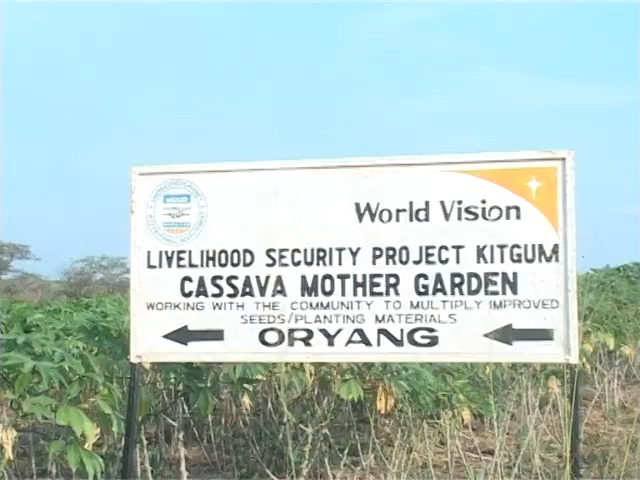 World Vision
LIVELIHOOD SECURITY PROJECT KITGUM
CASSAVA MOTHER GARDEN
WORKING WITH THE COMMUNITY TO MULTIPLY IMPROVED
SEEDS/PLANTING MATERIALS
ORYANG